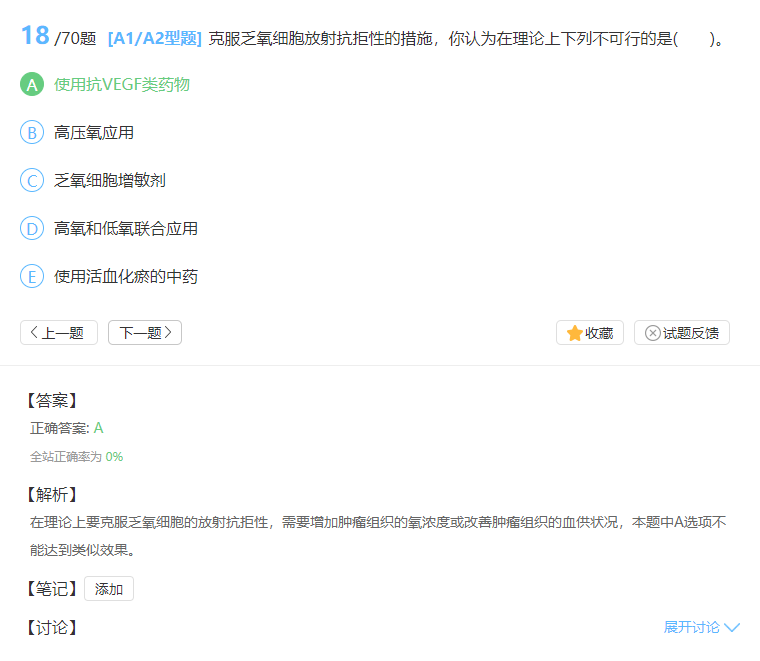 18 /70题 [A1/A2型题] 克服乏氧细胞放射抗拒性的措施，你认为在理论上下列不可行的是(　　)。
A 使用抗VEGF类药物
B 高压氧应用
C 乏氧细胞增敏剂
D 高氧和低氧联合应用
E 使用活血化瘀的中药
上一题 下一题 收藏 试题反馈
【答案】
正确答案: A
全站正确率为 0%
【解析】
在理论上要克服乏氧细胞的放射抗拒性，需要增加肿瘤组织的氧浓度或改善肿瘤组织的血供状况，本题中A选项不
能达到类似效果。
【笔记】 添加
【讨论】 展开讨论